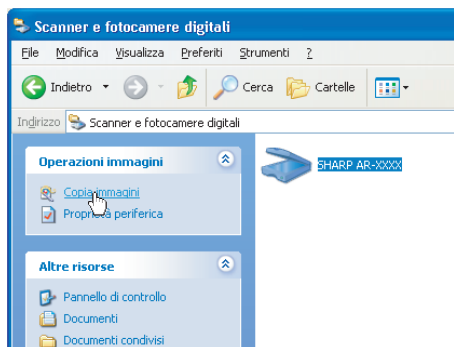 Scanner e fotocamere digitali
File Modifica Visualizza Preferiti Strumenti ?
Indietro Cerca Cartelle
Indirizzo Scanner e fotocamere digitali
Operazioni immagini
SHARP AR-XXXX
Copia immagini
Proprietà periferica
Altre risorse
Pannello di controllo
Documenti
Documenti condivisi